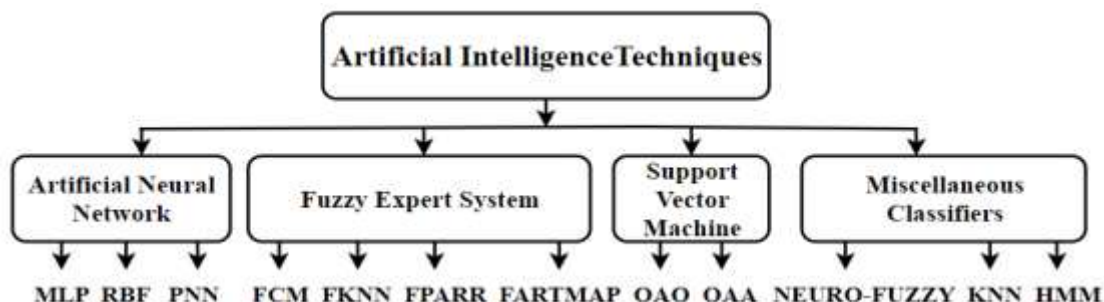 Artificial IntelligenceTechniques
Artificial Neural
Network
Fuzzy Expert System
Support
Vector
Machine
Miscellaneous
Classifiers
MLP RBF PNN FCM FKNN FPARR FARTMAP OAO OAA NEURO-FUZZY KNN HMM